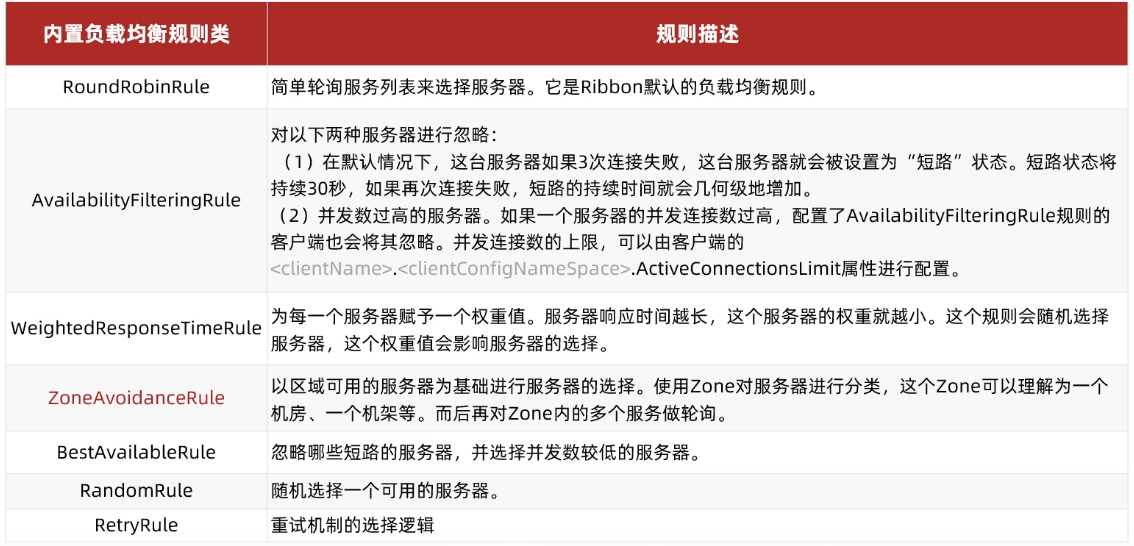 内置负载均衡规则类 规则描述
RoundRobinRule 简单轮询服务列表来选择服务器。它是Ribbon默认的负载均衡规则。
对以下两种服务器进行忽略:
(1)在默认情况下,这台服务器如果3次连接失败,这台服务器就会被设置为“短路”状态。短路状态将
持续30秒,如果再次连接失败,短路的持续时间就会几何级地增加。
AvailabilityFilteringRule
(2)并发数过高的服务器。如果一个服务器的并发连接数过高,配置了AvailabilityFilteringRule规则的
客户端也会将其忽略。并发连接数的上限,可以由客户端的
<clientName>.<clientConfigNameSpace>.ActiveConnectionsLimit属性进行配置。
WeightedResponseTimeRule
为每一个服务器赋予一个权重值。服务器响应时间越长,这个服务器的权重就越小。这个规则会随机选择
服务器,这个权重值会影响服务器的选择。
ZoneAvoidanceRule
以区域可用的服务器为基础进行服务器的选择。使用Zone对服务器进行分类,这个Zone可以理解为一个
机房、一个机架等。而后再对Zone内的多个服务做轮询。
BestAvailableRule 忽略哪些短路的服务器,并选择并发数较低的服务器。
RandomRule 随机选择一个可用的服务器。
RetryRule 重试机制的选择逻辑